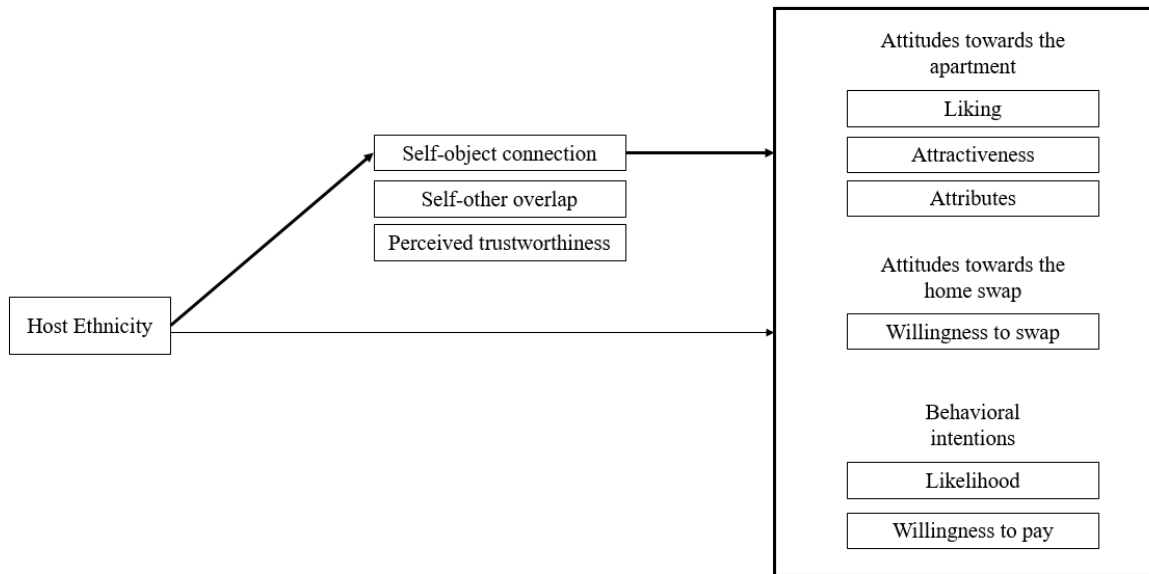 Host Ethnicity
Self-object connection
Self-other overlap
Perceived trustworthiness
Attitudes towards the
apartment
Liking
Attractiveness
Attributes
Attitudes towards the
home swap
Willingness to swap
Behavioral
intentions
Likelihood
Willingness to pay